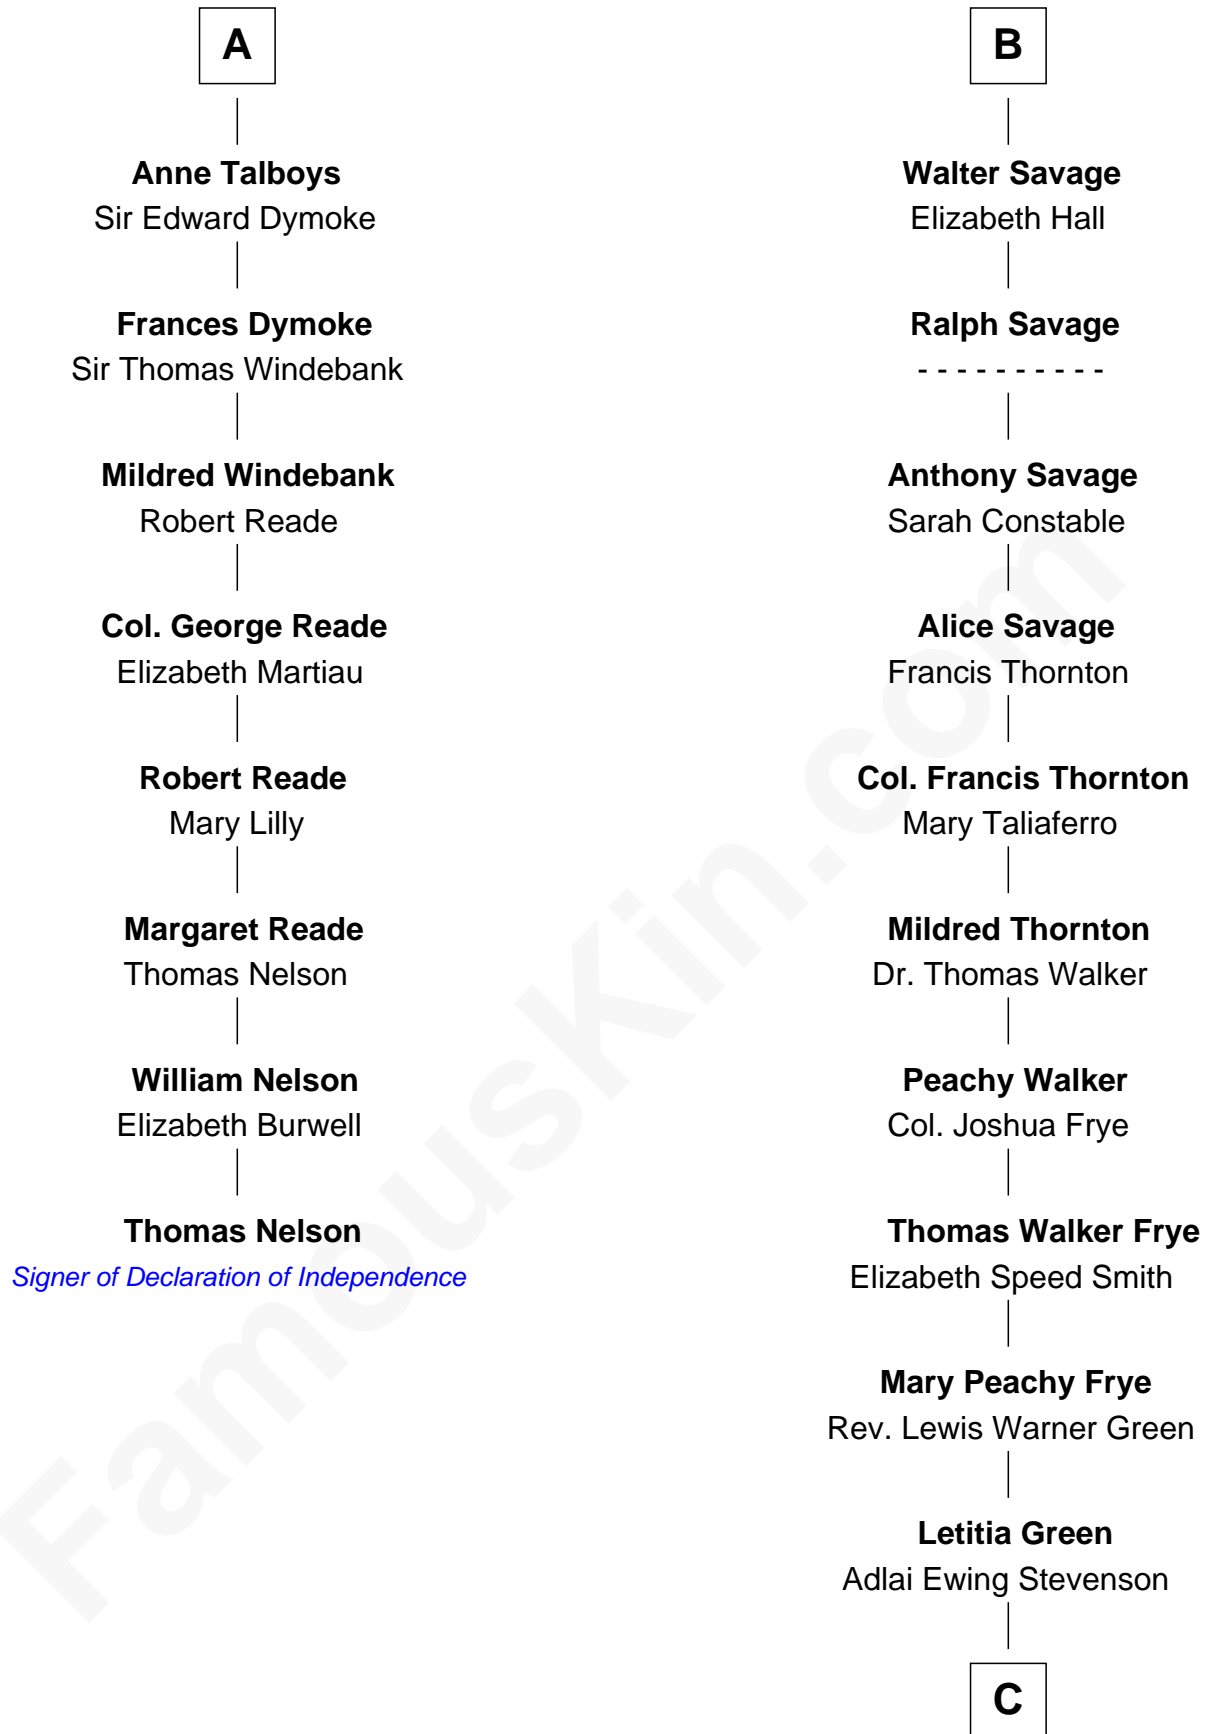 A
Anne Talboys
Sir Edward Dymoke
Frances Dymoke
Sir Thomas Windebank
Mildred Windebank
Robert Reade
Col. George Reade
Elizabeth Martiau
Robert Reade
Mary Lilly
Margaret Reade
Thomas Nelson
William Nelson
Elizabeth Burwell
Thomas Nelson
Signer of Declaration of Independence
B
Walter Savage
Elizabeth Hall
Ralph Savage
- - - - - - - - - -
Anthony Savage
Sarah Constable
Alice Savage
Francis Thornton
Col. Francis Thornton
Mary Taliaferro
Mildred Thornton
Dr. Thomas Walker
Peachy Walker
Col. Joshua Frye
Thomas Walker Frye
Elizabeth Speed Smith
Mary Peachy Frye
Rev. Lewis Warner Green
Letitia Green
Adlai Ewing Stevenson
C
FamousKin.com